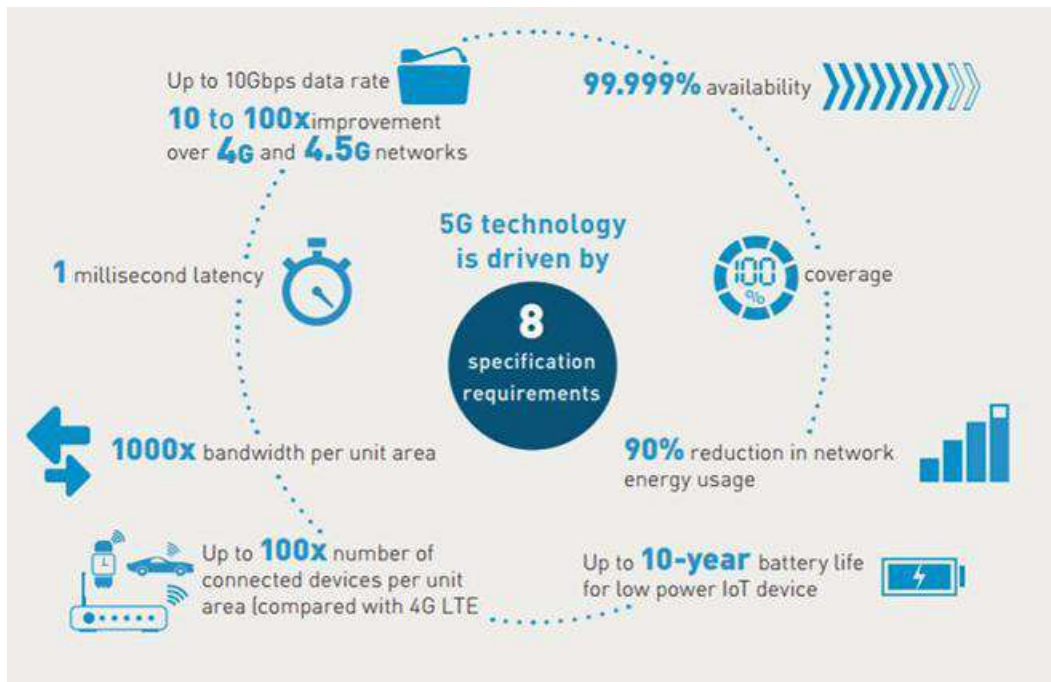 Up to 10Gbps data rate
10 to 100x improvement
over 4G and 4.5G networks
99.999% availability
5G technology
is driven by
8
specification
requirements
1 millisecond latency
100
%
coverage
1000x bandwidth per unit area
90% reduction in network
energy usage
Up to 100x number of
connected devices per unit
area (compared with 4G LTE
Up to 10-year battery life
for low power IoT device